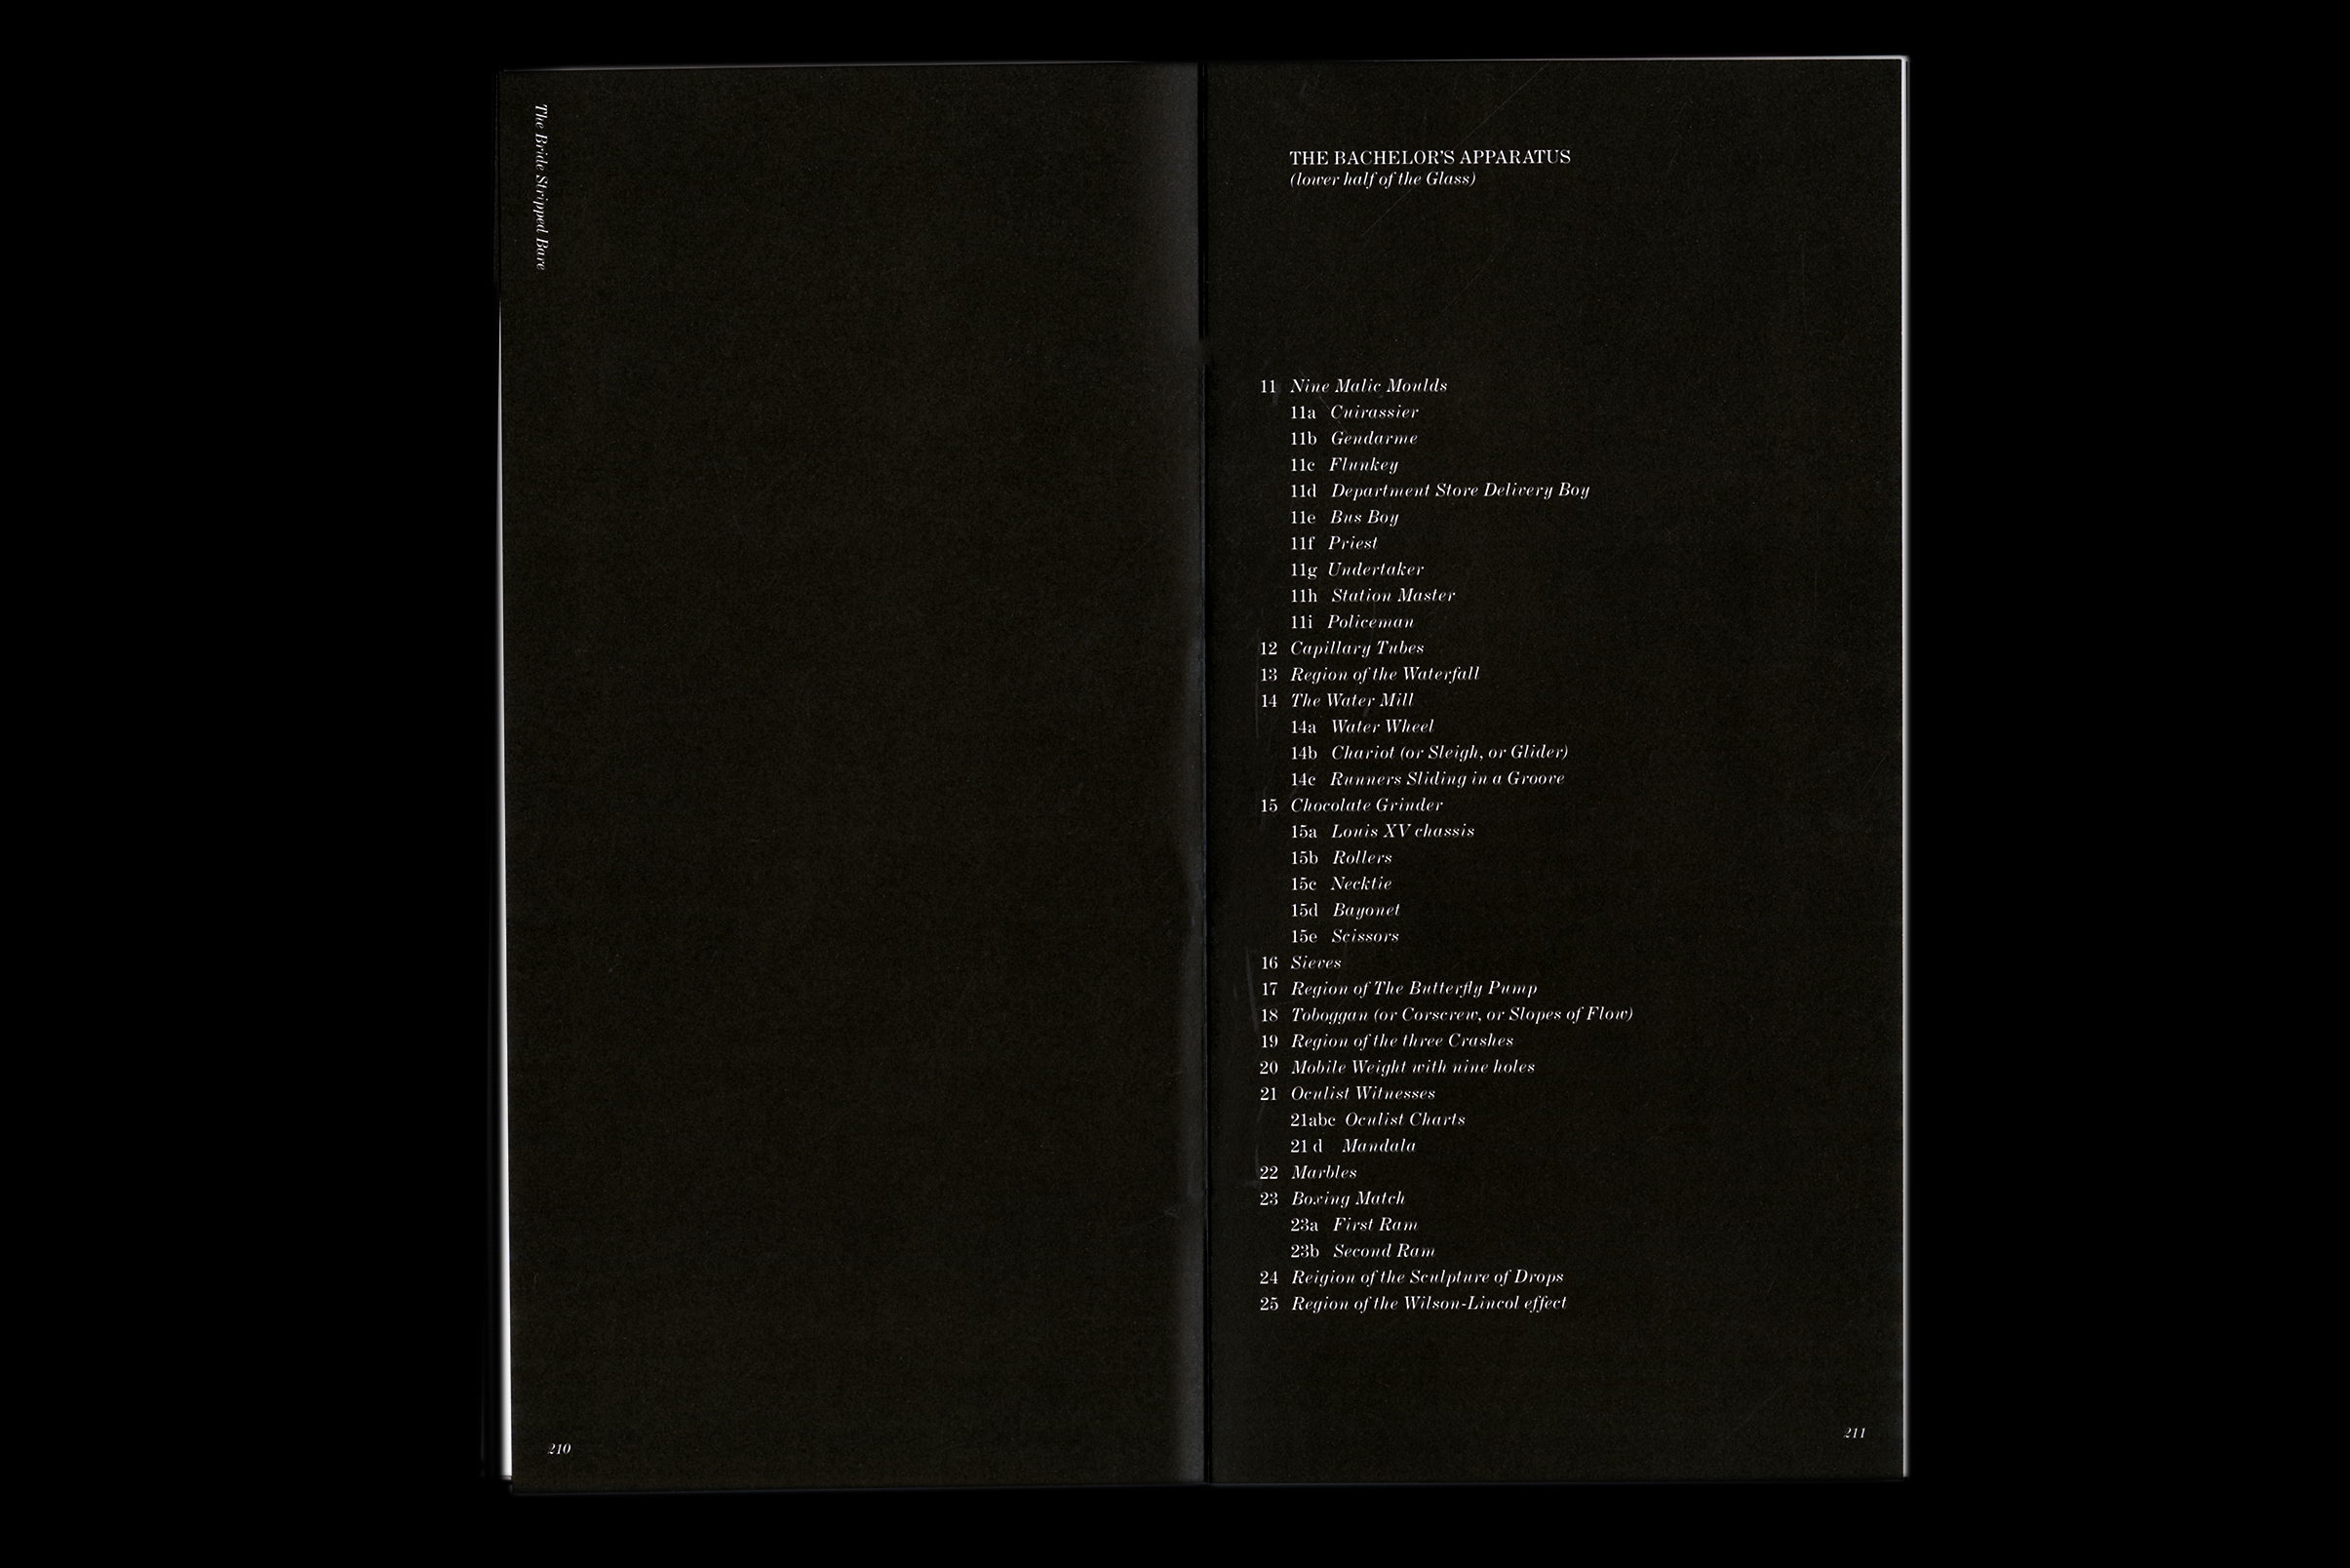 The Bride Stripped Bare
210
THE BACHELOR'S APPARATUS
(lower half of the Glass)
11 Nine Malic Moulds
11a Cuirassier
11b Gendarme
11c Flunkey
11d Department Store Delivery Boy
11e Bus Boy
11f Priest
11g Undertaker
11h Station Master
11i Policeman
12 Capillary Tubes
13 Region of the Waterfall
14 The Water Mill
14a Water Wheel
14b Chariot (or Sleigh, or Glider)
14c Runners Sliding in a Groove
15 Chocolate Grinder
15a Louis XV chassis
15b Rollers
15c Necktie
15d Bayonet
15e Scissors
16 Sieves
17 Region of The Butterfly Pump
18 Toboggan (or Corscrew, or Slopes of Flow)
19 Region of the three Crashes
20 Mobile Weight with nine holes
21 Oculist Witnesses
21abc Oculist Charts
21 d Mandala
22 Marbles
23 Boxing Match
23a First Ram
23b Second Ram
24 Reigion of the Sculpture of Drops
25 Region of the Wilson-Lincol effect
211